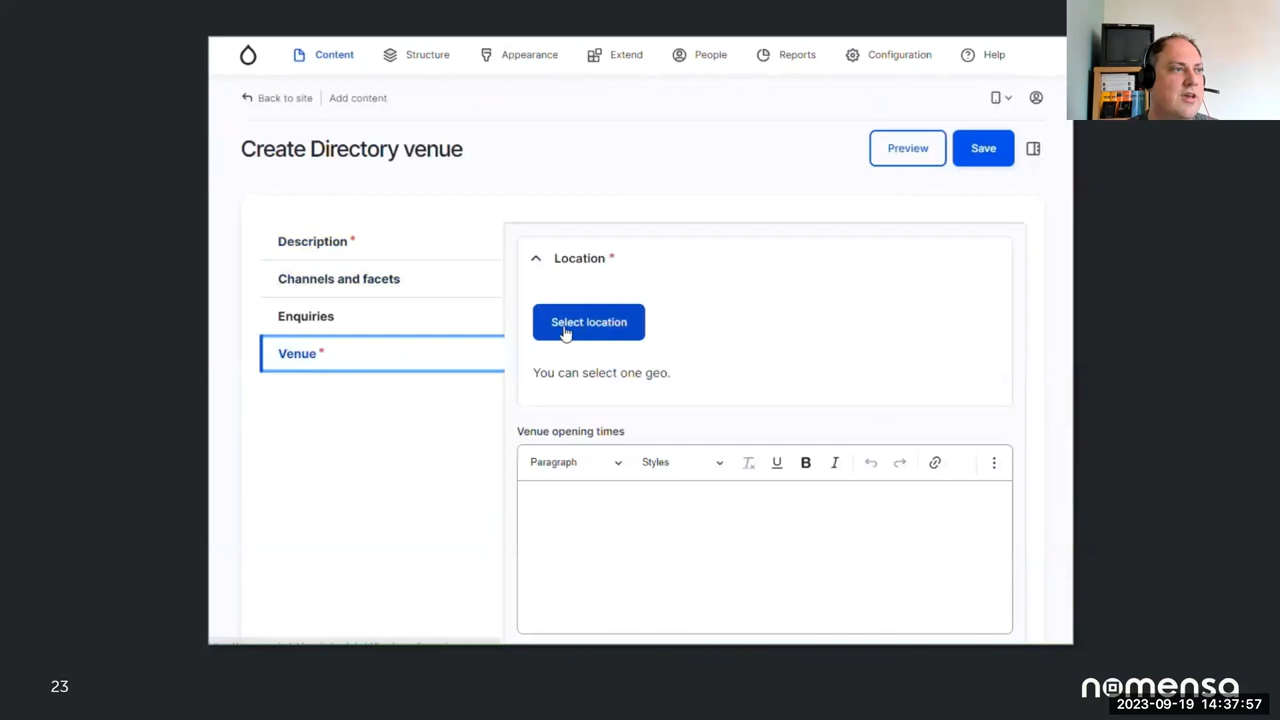 Content Structure Appearance Extend People Reports Configuration Help
Back to site Add content
Create Directory venue
Preview Save
Description *
Channels and facets
Enquiries
Venue *
Location *
Select location
You can select one geo.
Venue opening times
Paragraph Styles Tx U B I
23
nomensa
2023-09-19 14:37:57